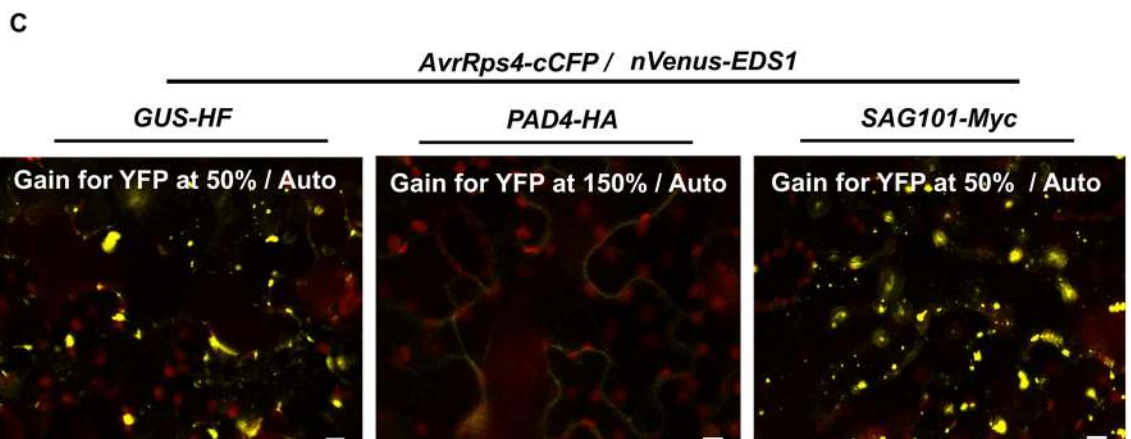 C
AvrRps4-cCFP / nVenus-EDS1
GUS-HF
PAD4-HA
SAG101-Myc
Gain for YFP at 50% / Auto
Gain for YFP at 150% / Auto
Gain for YFP at 50% / Auto